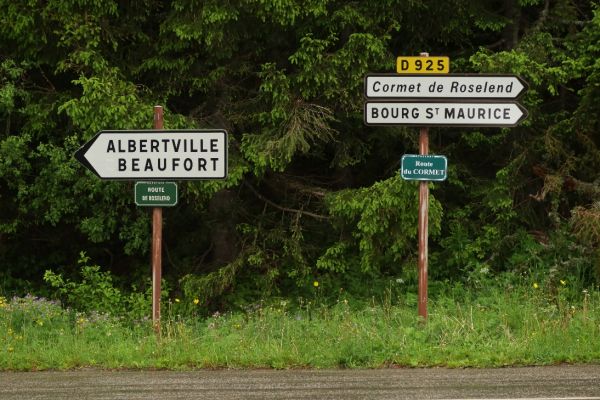 ALBERTVILLE
BEAUFORT
ROUTE
DE ROSELEND
D 925
Cormet de Roselend
BOURG ST MAURICE
Route
du CORMET